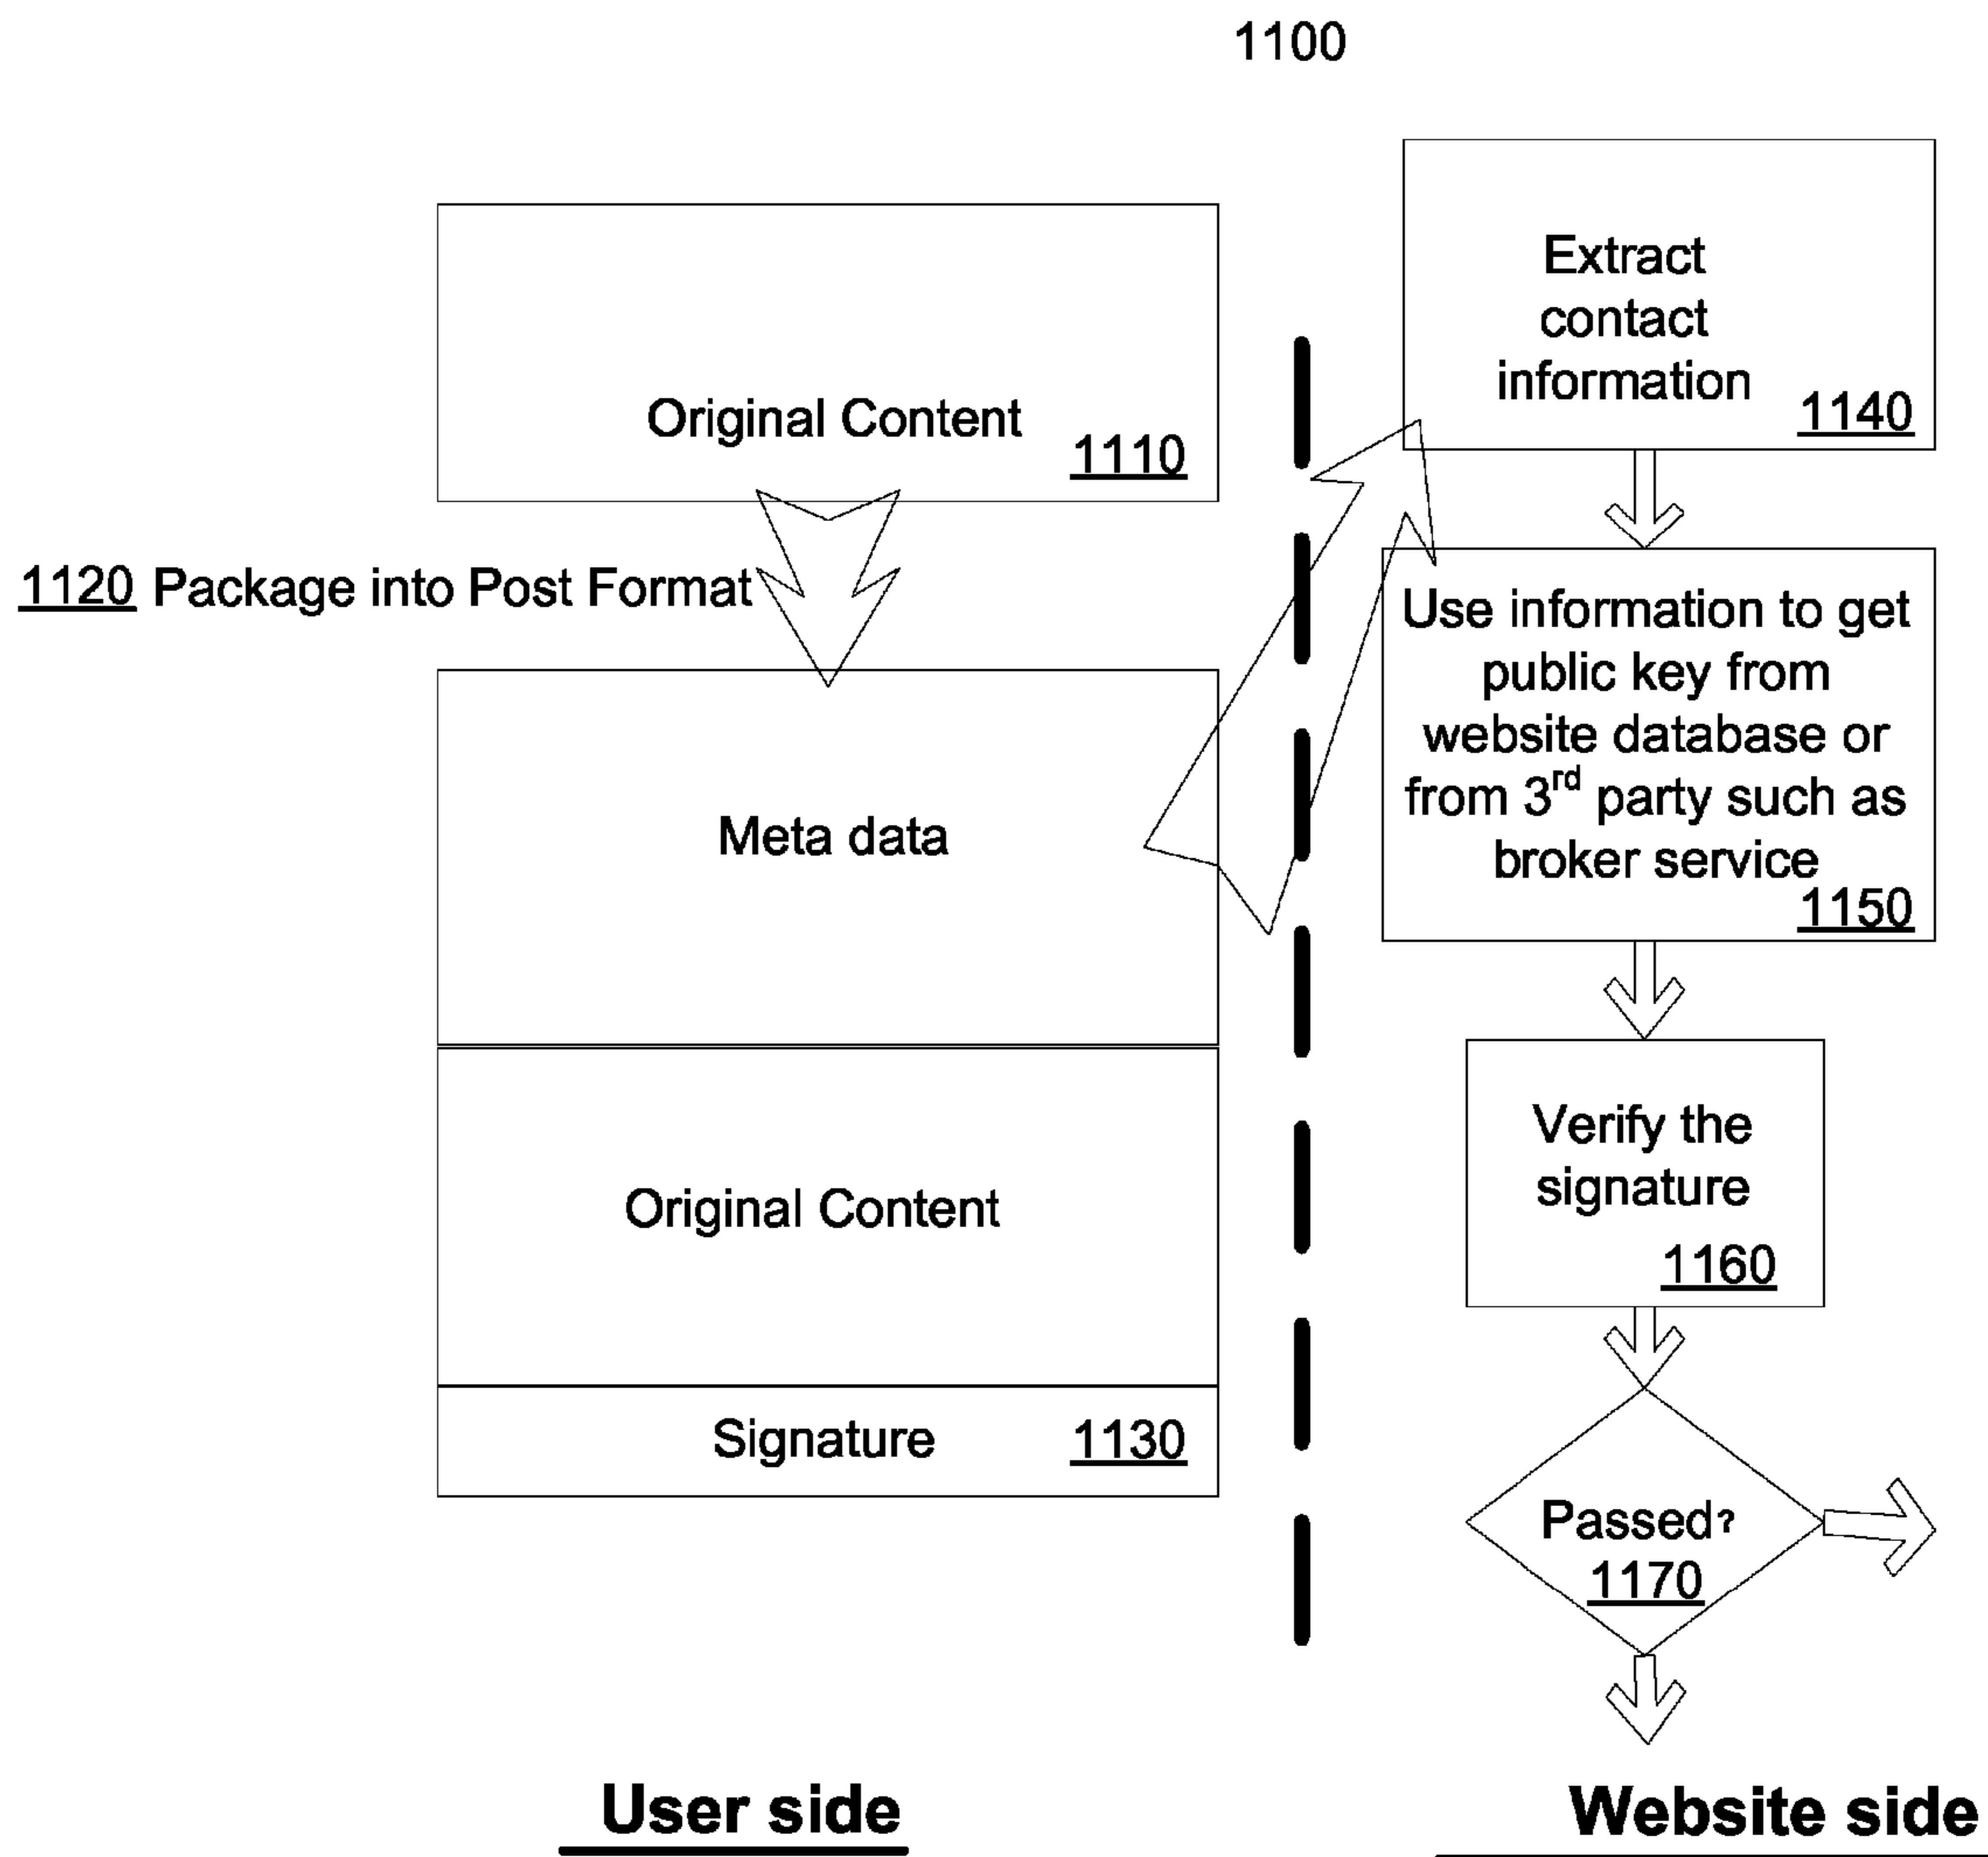 1100
Original Content
1110
1120 Package into Post Format
Meta data
Original Content
Signature 1130
User side
Extract
contact
information
1140
Use information to get
public key from
website database or
from 3rd party such as
broker service
1150
Verify the
signature
1160
Passed?
1170
Website side